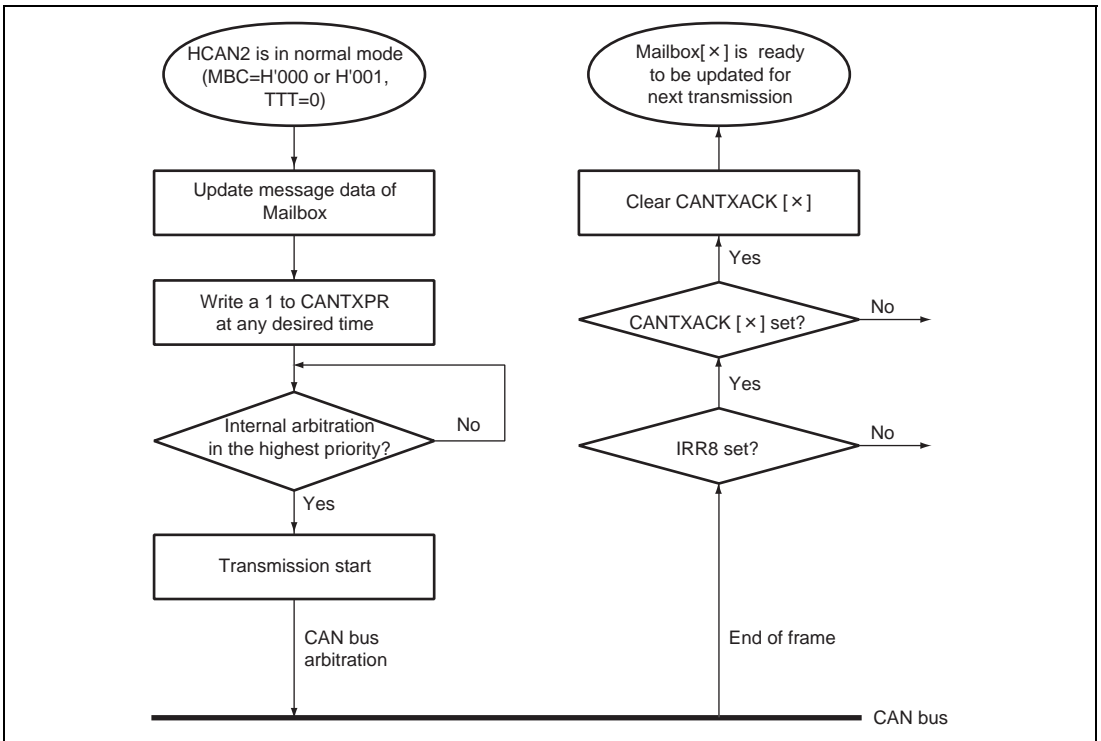 HCAN2 is in normal mode
(MBC=H'000 or H'001,
TTT=0)
Update message data of
Mailbox
Write a 1 to CANTXPR
at any desired time
Internal arbitration
in the highest priority?
No
Yes
Transmission start
CAN bus
arbitration
Mailbox[×] is ready
to be updated for
next transmission
Clear CANTXACK [×]
Yes
CANTXACK [×] set?
No
Yes
IRR8 set?
No
End of frame
CAN bus